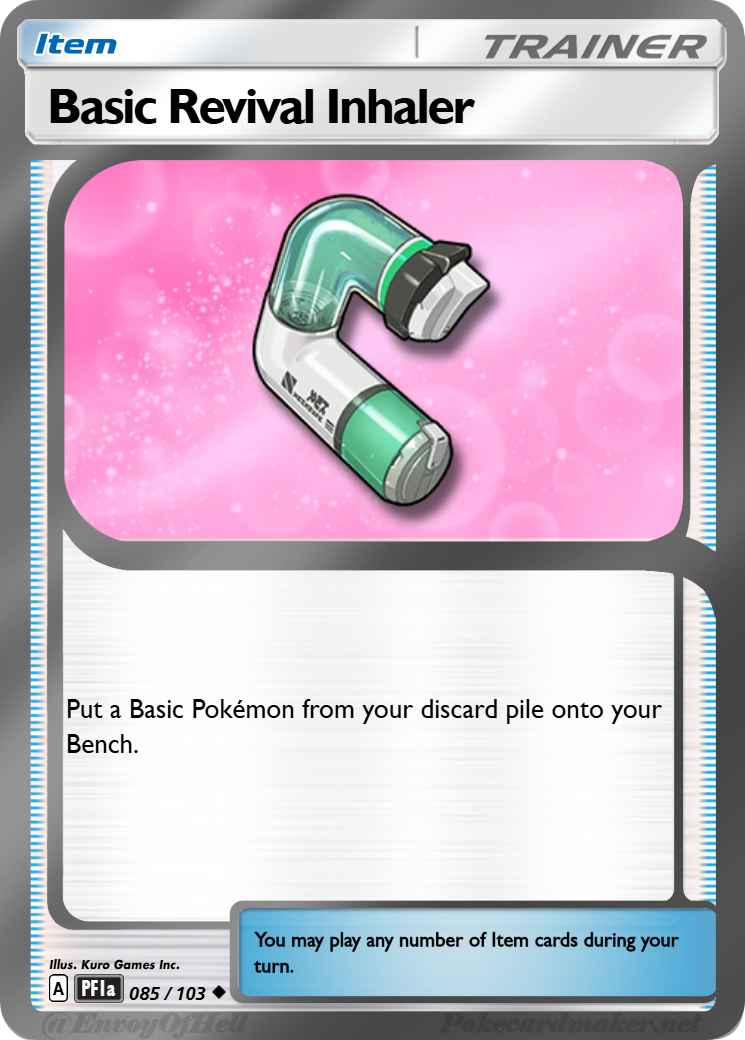 Item
TRAINER
Basic Revival Inhaler
Put a Basic Pokémon from your discard pile onto your
Bench.
You may play any number of Item cards during your
turn.
Illus. Kuro Games Inc.
A PFIa 085 / 103
@EnvoyOfHell
Pokecardmaker.net